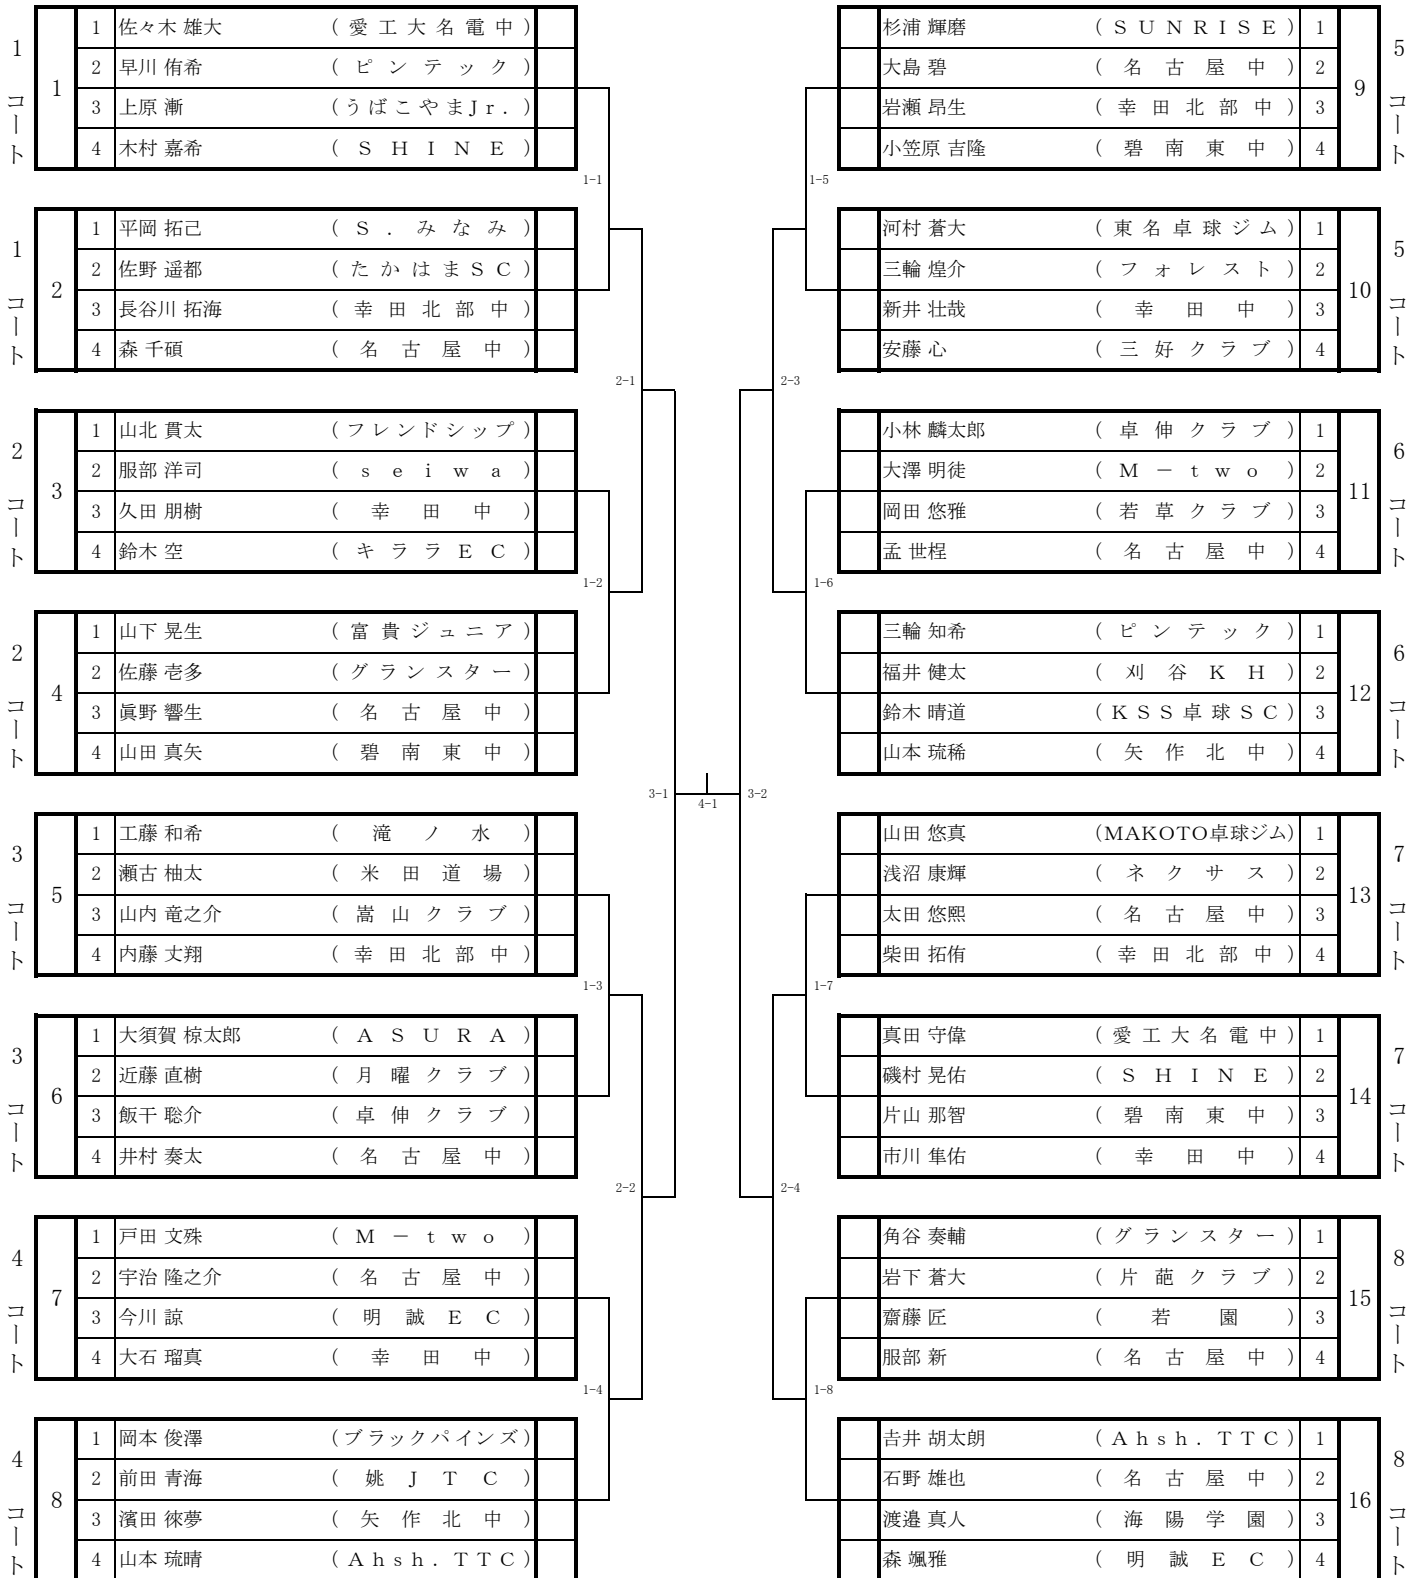 1コート
1
1 佐々木 雄大 (愛工大名電中)
2 早川 侑希 (ピンテック)
3 上原 漸 (うばこやまJr.)
4 木村 嘉希 (SHINE)
1-1
1コート
2
1 平岡 拓己 (S.みなみ)
2 佐野 遥都 (たかはまSC)
3 長谷川 拓海 (幸田北部中)
4 森 千碩 (名古屋中)
2-1
2コート
3
1 山北 貫太 (フレンドシップ)
2 服部 洋司 (seiwa)
3 久田 朋樹 (幸田中)
4 鈴木 空 (キララEC)
1-2
2コート
4
1 山下 晃生 (富貴ジュニア)
2 佐藤 壱多 (グランスター)
3 眞野 響生 (名古屋中)
4 山田 真矢 (碧南東中)
3-1
4-1
3-2
3コート
5
1 工藤 和希 (滝ノ水)
2 瀬古 柚太 (米田道場)
3 山内 竜之介 (嵩山クラブ)
4 内藤 丈翔 (幸田北部中)
1-3
3コート
6
1 大須賀 椋太郎 (ASURA)
2 近藤 直樹 (月曜クラブ)
3 飯干 聡介 (卓伸クラブ)
4 井村 奏太 (名古屋中)
2-2
4コート
7
1 戸田 文殊 (M-two)
2 宇治 隆之介 (名古屋中)
3 今川 諒 (明誠EC)
4 大石 瑠真 (幸田中)
1-4
4コート
8
1 岡本 俊澤 (ブラックパインズ)
2 前田 青海 (姚JTC)
3 濱田 徠夢 (矢作北中)
4 山本 琉晴 (Ahsh.TTC)
5コート
9
杉浦 輝磨 (SUNRISE) 1
大島 碧 (名古屋中) 2
岩瀬 昂生 (幸田北部中) 3
小笠原 吉隆 (碧南東中) 4
1-5
5コート
10
河村 蒼大 (東名卓球ジム) 1
三輪 煌介 (フォレスト) 2
新井 壮哉 (幸田中) 3
安藤 心 (三好クラブ) 4
2-3
6コート
11
小林 麟太郎 (卓伸クラブ) 1
大澤 明徒 (M-two) 2
岡田 悠雅 (若草クラブ) 3
孟 世桯 (名古屋中) 4
1-6
6コート
12
三輪 知希 (ピンテック) 1
福井 健太 (刈谷KH) 2
鈴木 晴道 (KSS卓球SC) 3
山本 琉稀 (矢作北中) 4
7コート
13
山田 悠真 (MAKOTO卓球ジム) 1
浅沼 康輝 (ネクサス) 2
太田 悠熙 (名古屋中) 3
柴田 拓侑 (幸田北部中) 4
1-7
7コート
14
真田 守偉 (愛工大名電中) 1
磯村 晃佑 (SHINE) 2
片山 那智 (碧南東中) 3
市川 隼佑 (幸田中) 4
2-4
8コート
15
角谷 奏輔 (グランスター) 1
岩下 蒼大 (片葩クラブ) 2
齋藤 匠 (若園) 3
服部 新 (名古屋中) 4
1-8
8コート
16
𠮷井 胡太朗 (Ahsh.TTC) 1
石野 雄也 (名古屋中) 2
渡邉 真人 (海陽学園) 3
森 颯雅 (明誠EC) 4